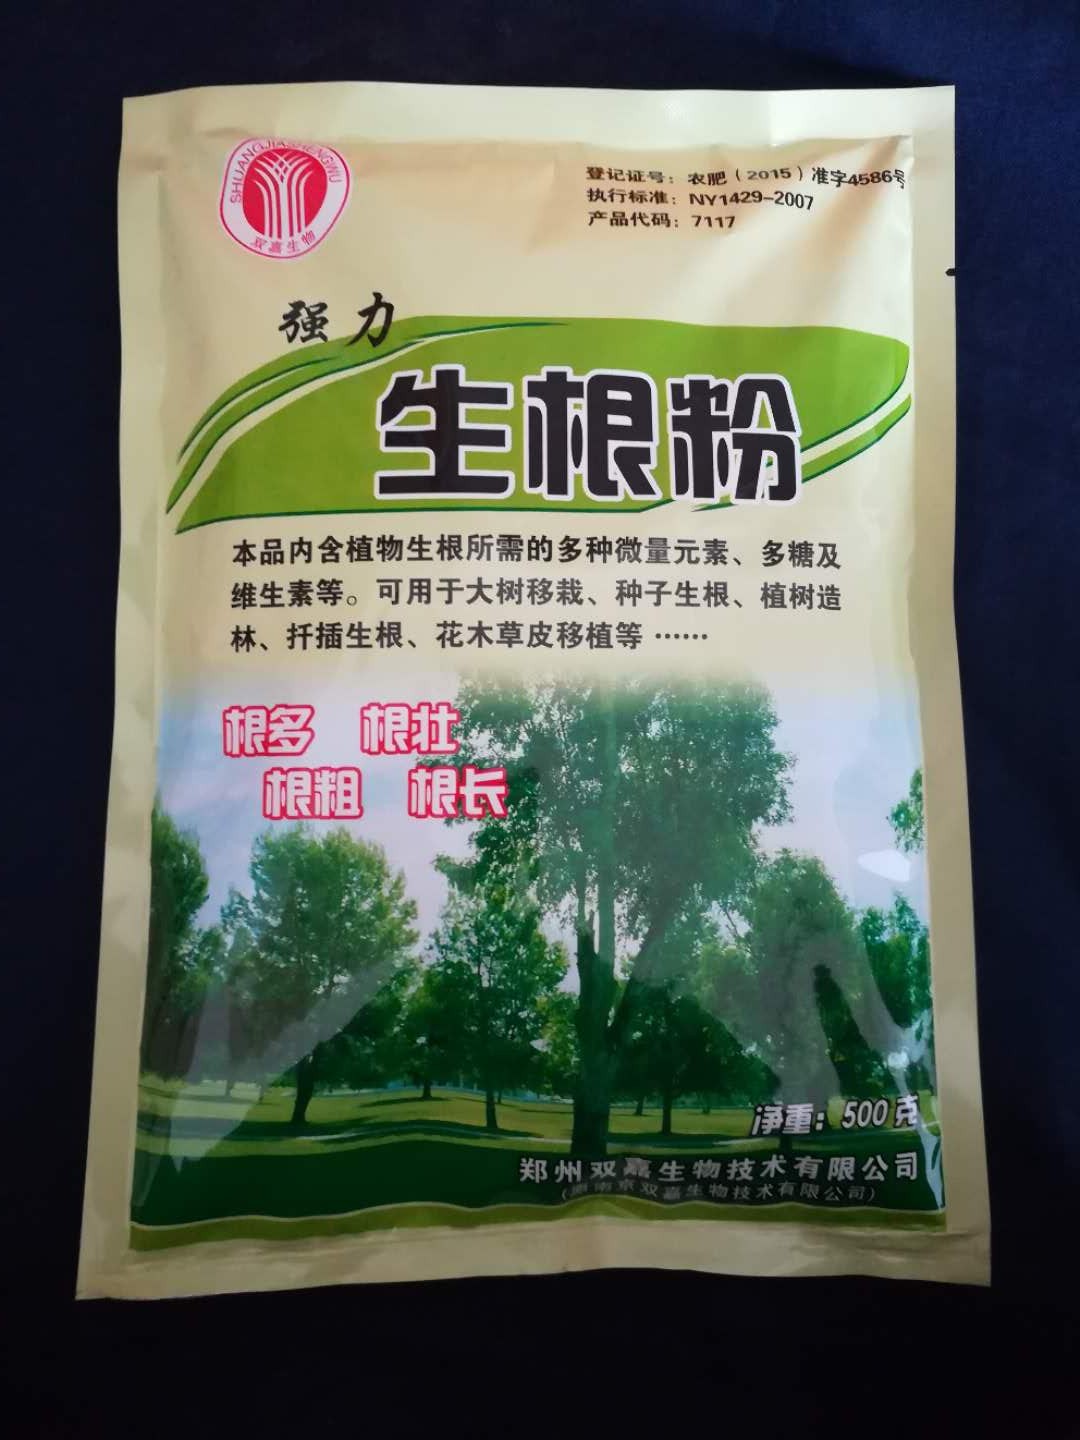 SHUANGJIASHENGWU
双嘉生物
登记证号：农肥（2015）准字4586号
执行标准：NY1429-2007
产品代码：7117
强力
生根粉
本品内含植物生根所需的多种微量元素、多糖及
维生素等。可用于大树移栽、种子生根、植树造
林、扦插生根、花木草皮移植等……
根多 根壮
根粗 根长
净重：500克
郑州双嘉生物技术有限公司
（原南京双嘉生物技术有限公司）